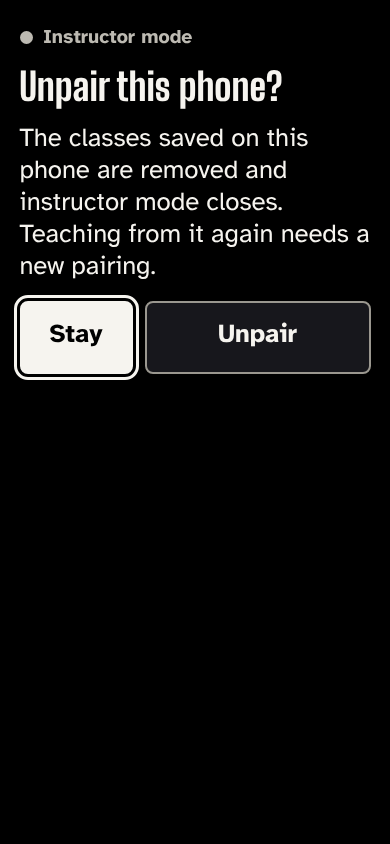 Instructor mode
Unpair this phone?
The classes saved on this
phone are removed and
instructor mode closes.
Teaching from it again needs a
new pairing.
Stay
Unpair